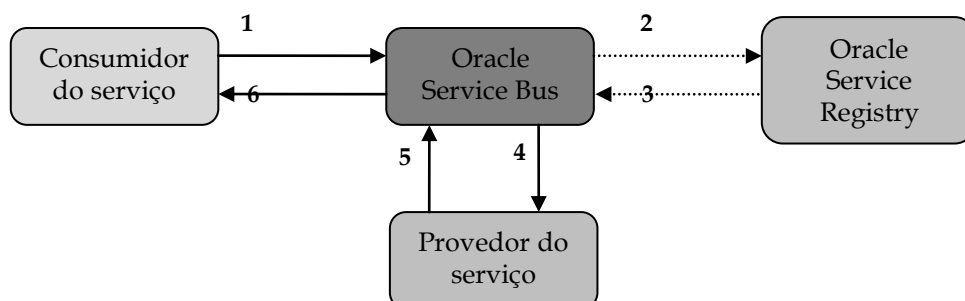 1
2
Consumidor
do serviço
Oracle
Service Bus
Oracle
Service
Registry
6
3
5
4
Provedor do
serviço